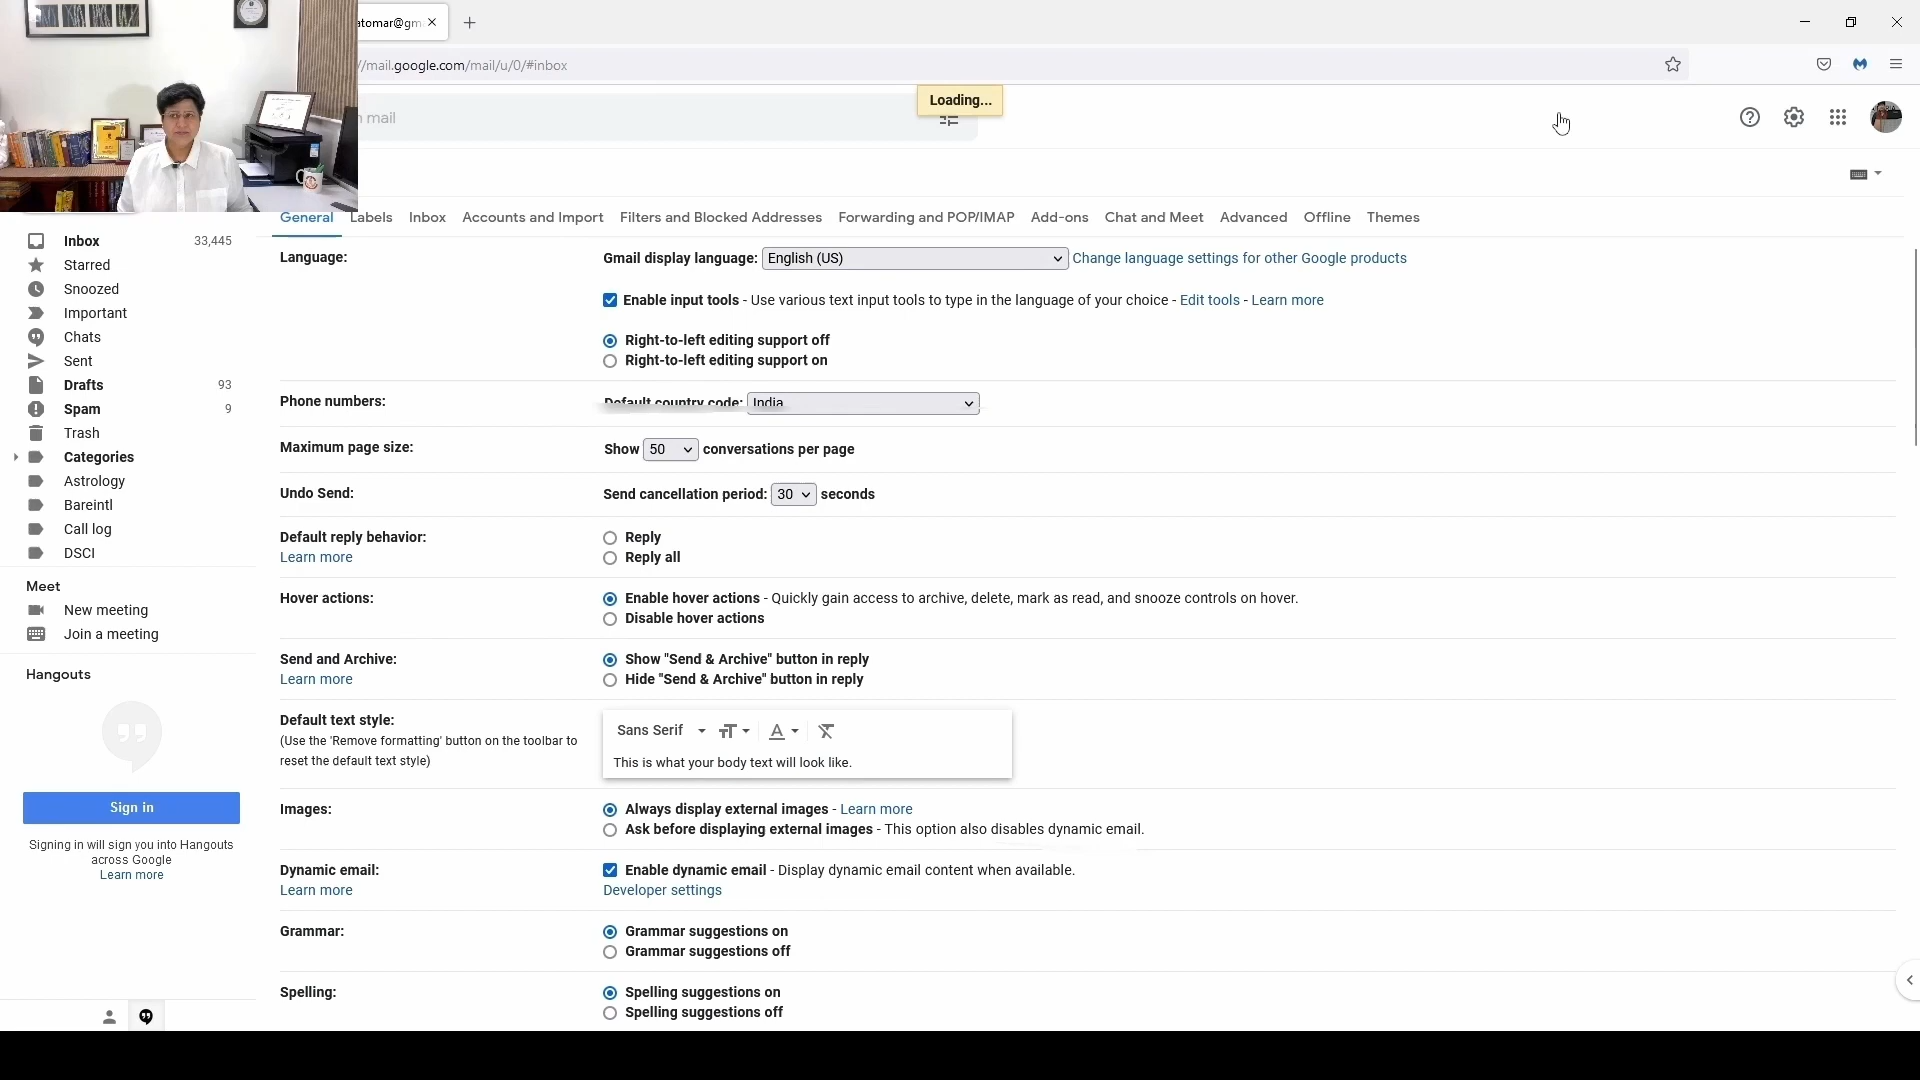 atomar@gm
//mail.google.com/mail/u/0/#inbox
Loading...
mail
General Labels Inbox Accounts and Import Filters and Blocked Addresses Forwarding and POP/IMAP Add-ons Chat and Meet Advanced Offline Themes
Inbox 33,445
Starred
Snoozed
Important
Chats
Sent
Drafts 93
Spam 9
Trash
Categories
Astrology
Bareintl
Call log
DSCI
Meet
New meeting
Join a meeting
Hangouts
Sign in
Signing in will sign you into Hangouts
across Google
Learn more
Language:
Gmail display language: English (US) Change language settings for other Google products
Enable input tools - Use various text input tools to type in the language of your choice - Edit tools - Learn more
Right-to-left editing support off
Right-to-left editing support on
Phone numbers:
Default country code: India
Maximum page size:
Show 50 conversations per page
Undo Send:
Send cancellation period: 30 seconds
Default reply behavior:
Learn more
Reply
Reply all
Hover actions:
Enable hover actions - Quickly gain access to archive, delete, mark as read, and snooze controls on hover.
Disable hover actions
Send and Archive:
Learn more
Show "Send & Archive" button in reply
Hide "Send & Archive" button in reply
Default text style:
(Use the 'Remove formatting' button on the toolbar to
reset the default text style)
Sans Serif
This is what your body text will look like.
Images:
Always display external images - Learn more
Ask before displaying external images - This option also disables dynamic email.
Dynamic email:
Learn more
Enable dynamic email - Display dynamic email content when available.
Developer settings
Grammar:
Grammar suggestions on
Grammar suggestions off
Spelling:
Spelling suggestions on
Spelling suggestions off